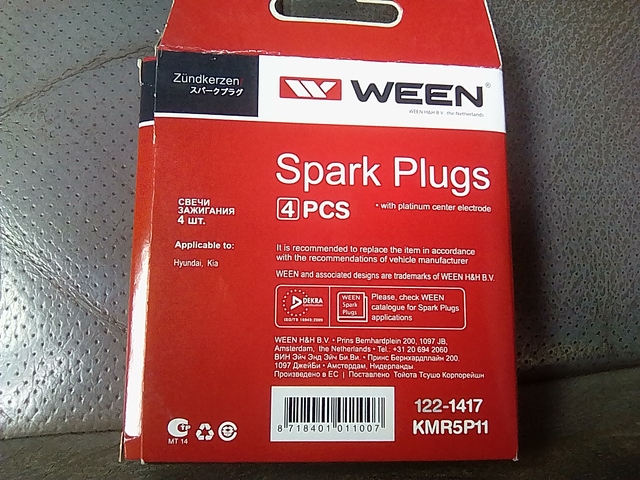 Zündkerzen
スパークプラグ
WEEN®
WEEN H&H B.V. the Netherlands
Spark Plugs
4 PCS
• with platinum center electrode
СВЕЧИ
ЗАЖИГАНИЯ
4 ШТ.
Applicable to:
Hyundai, Kia
It is recommended to replace the item in accordance
with the recommendations of vehicle manufacturer
WEEN and associated designs are trademarks of WEEN H&H B.V.
DEKRA
ISO/TS 16949:2009
WEEN
Spark
Plugs
Please, check WEEN
catalogue for Spark Plugs
applications
WEEN H&H B.V. • Prins Bernhardplein 200, 1097 JB,
Amsterdam, the Netherlands • Tel.: +31 20 694 2060
ВИН Эйч Энд Эйч Би.Ви. • Принс Бернхардплайн 200.
1097 ДжейБи • Амстердам, Нидерланды
Произведено в ЕС | Поставлено Тойота Тсушо Корпорейшн
8 718401 011007
122-1417
KMR5P11
MT 14